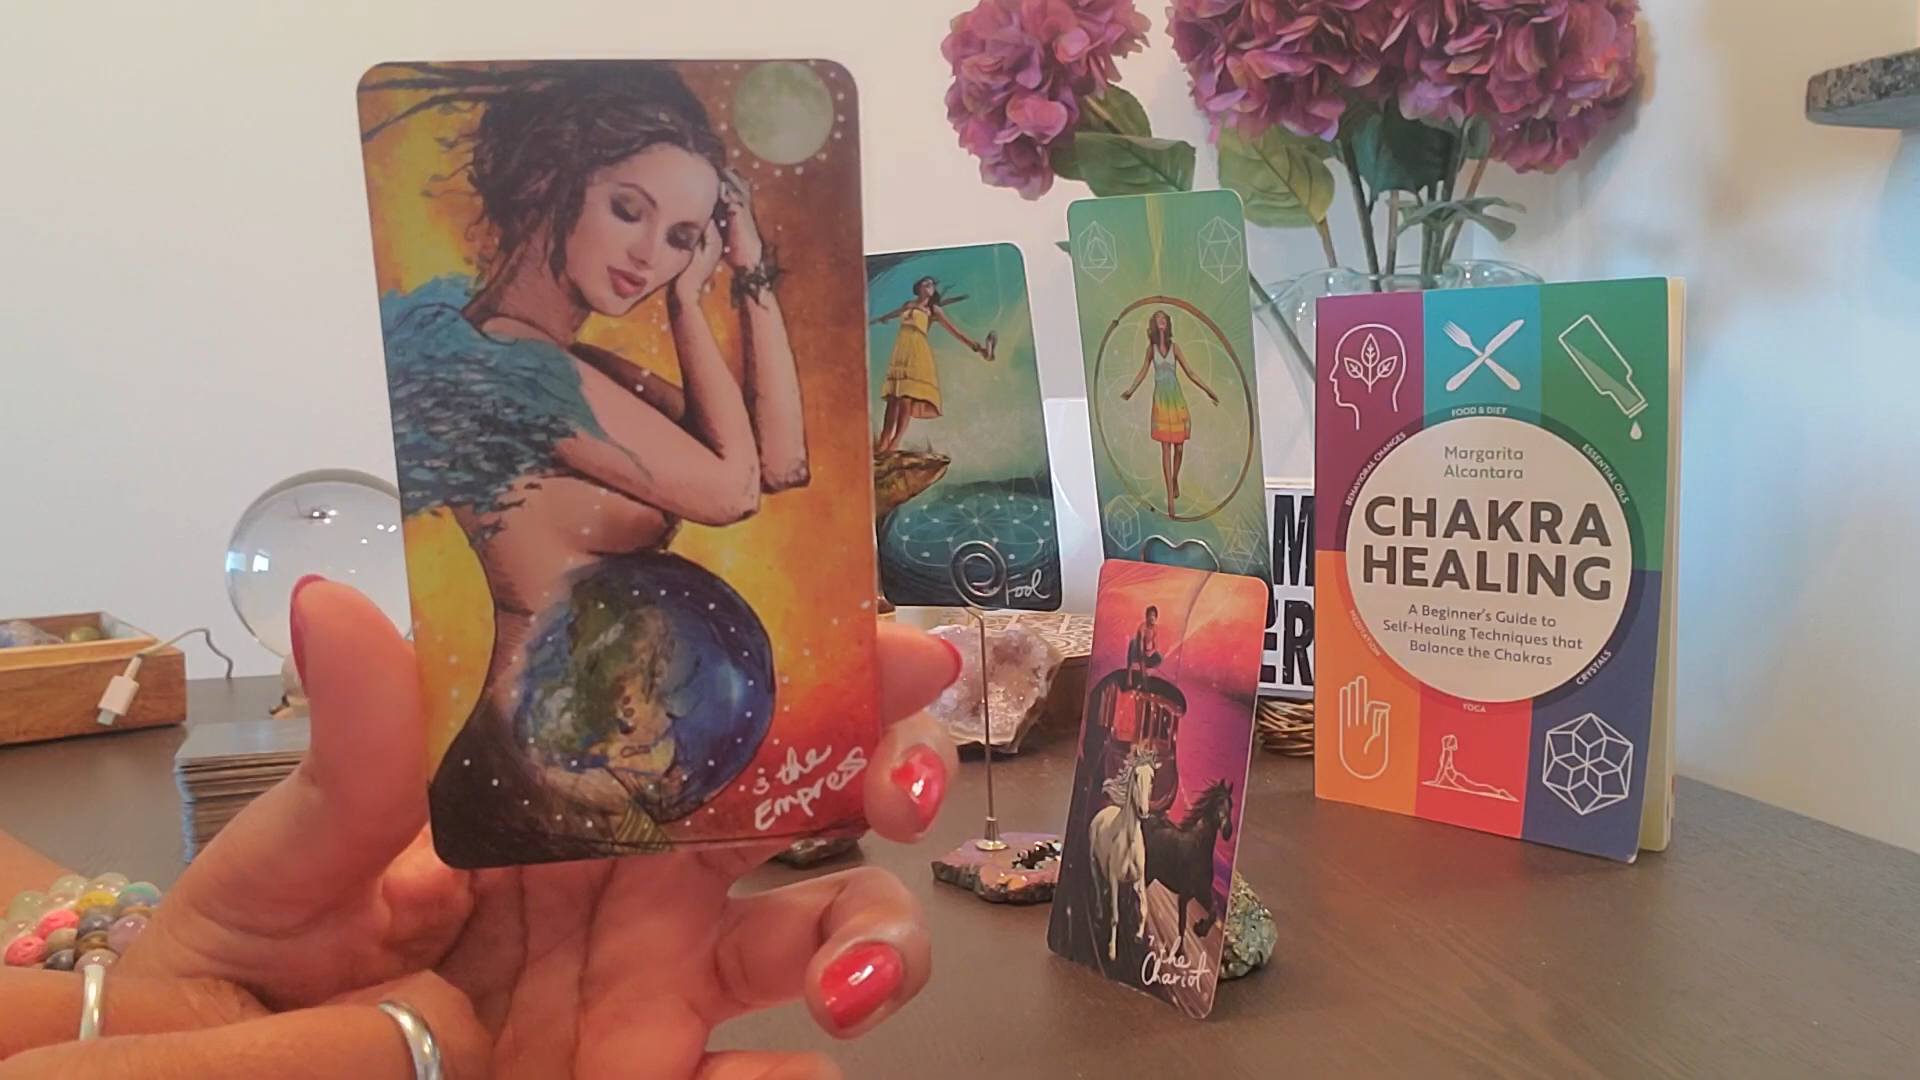 3 the
Empress
Fool
7 the
Chariot
M
ER
FOOD & DIET
BEHAVIORAL CHANGES
ESSENTIAL OILS
Margarita
Alcantara
CHAKRA
HEALING
A Beginner's Guide to
Self-Healing Techniques that
Balance the Chakras
MEDITATION
CRYSTALS
YOGA